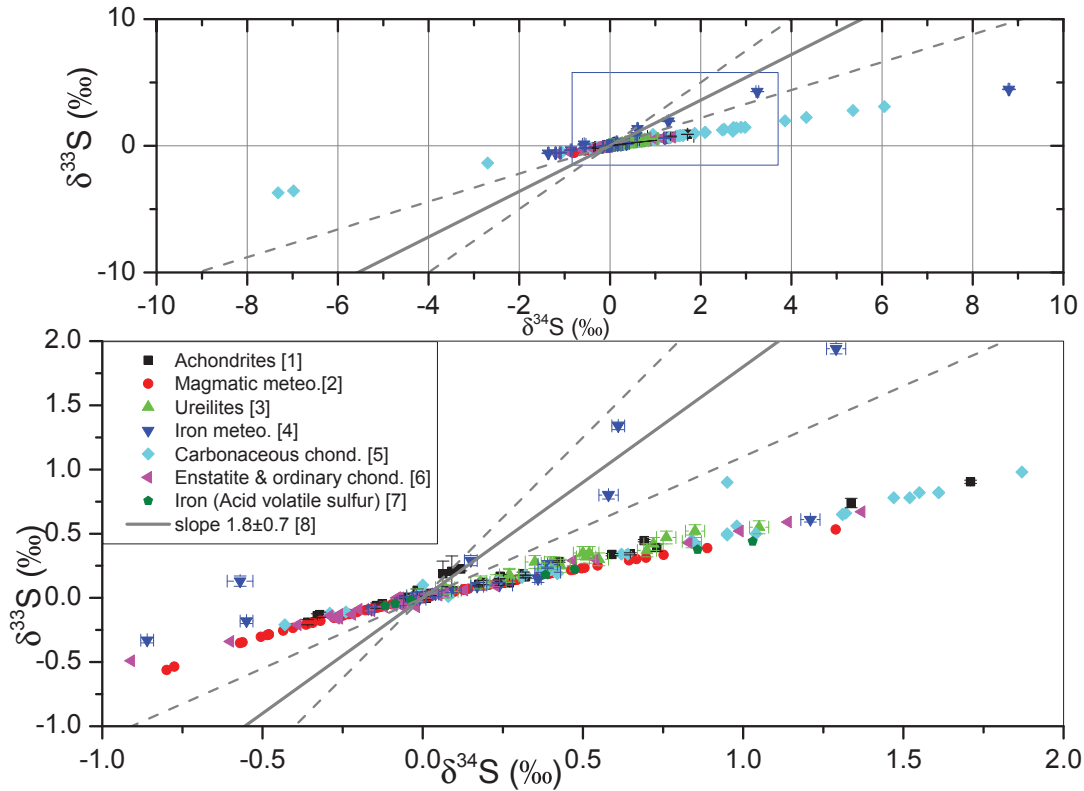 10
0
-10
δ³³S (‰)
-10 -8 -6 -4 -2 0 2 4 6 8 10
δ³⁴S (‰)
2.0
1.5
1.0
0.5
0.0
-0.5
-1.0
δ³³S (‰)
Achondrites [1]
Magmatic meteo.[2]
Ureilites [3]
Iron meteo. [4]
Carbonaceous chond. [5]
Enstatite & ordinary chond. [6]
Iron (Acid volatile sulfur) [7]
slope 1.8±0.7 [8]
-1.0 -0.5 0.0 0.5 1.0 1.5 2.0
δ³⁴S (‰)